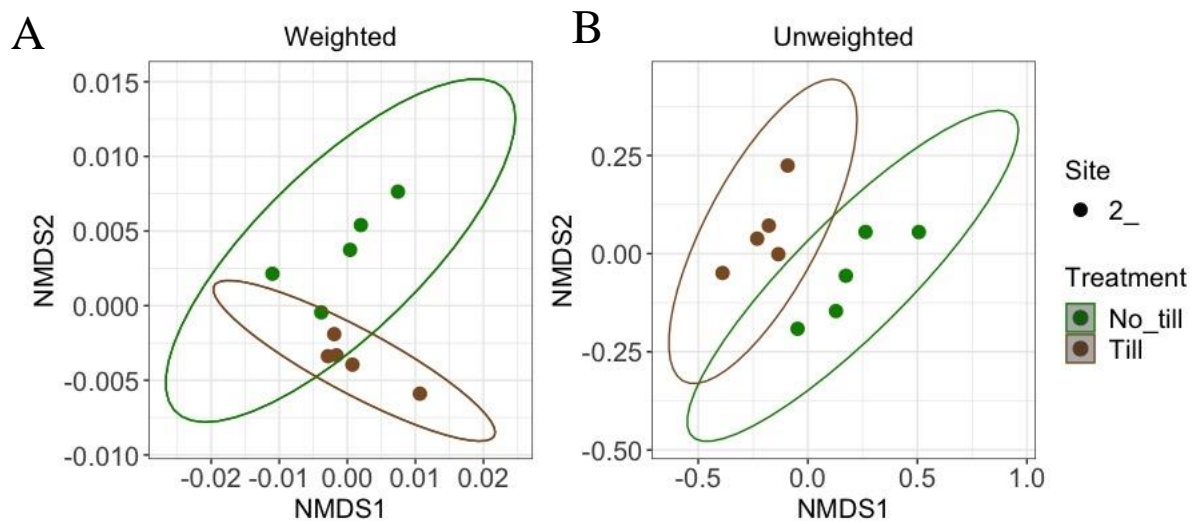 A
Weighted
NMDS2
0.015
0.010
0.005
0.000
-0.005
-0.010
-0.02 -0.01 0.00 0.01 0.02
NMDS1
B
Unweighted
NMDS2
0.25
0.00
-0.25
-0.50
-0.5 0.0 0.5 1.0
NMDS1
Site
2_
Treatment
No_till
Till